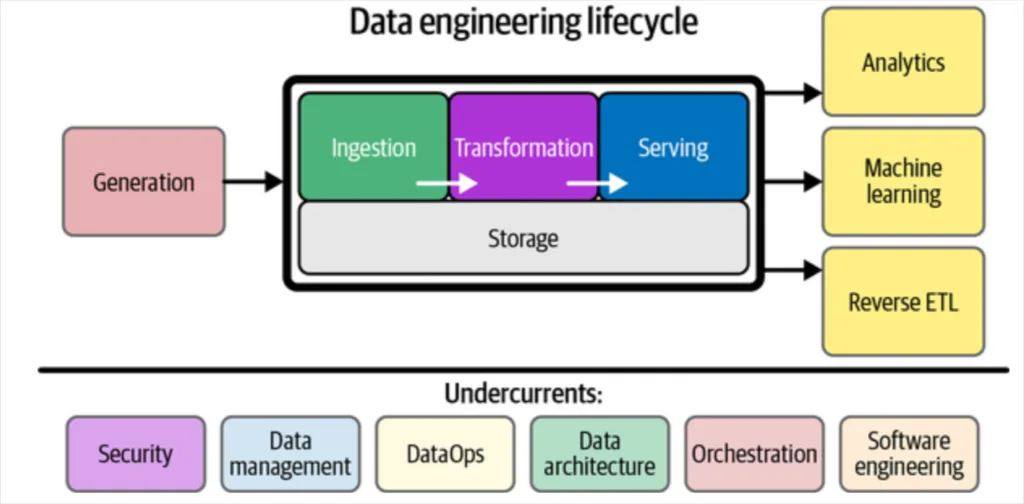 Data engineering lifecycle
Generation
Ingestion
Transformation
Serving
Storage
Analytics
Machine
learning
Reverse ETL
Undercurrents:
Security
Data
management
DataOps
Data
architecture
Orchestration
Software
engineering